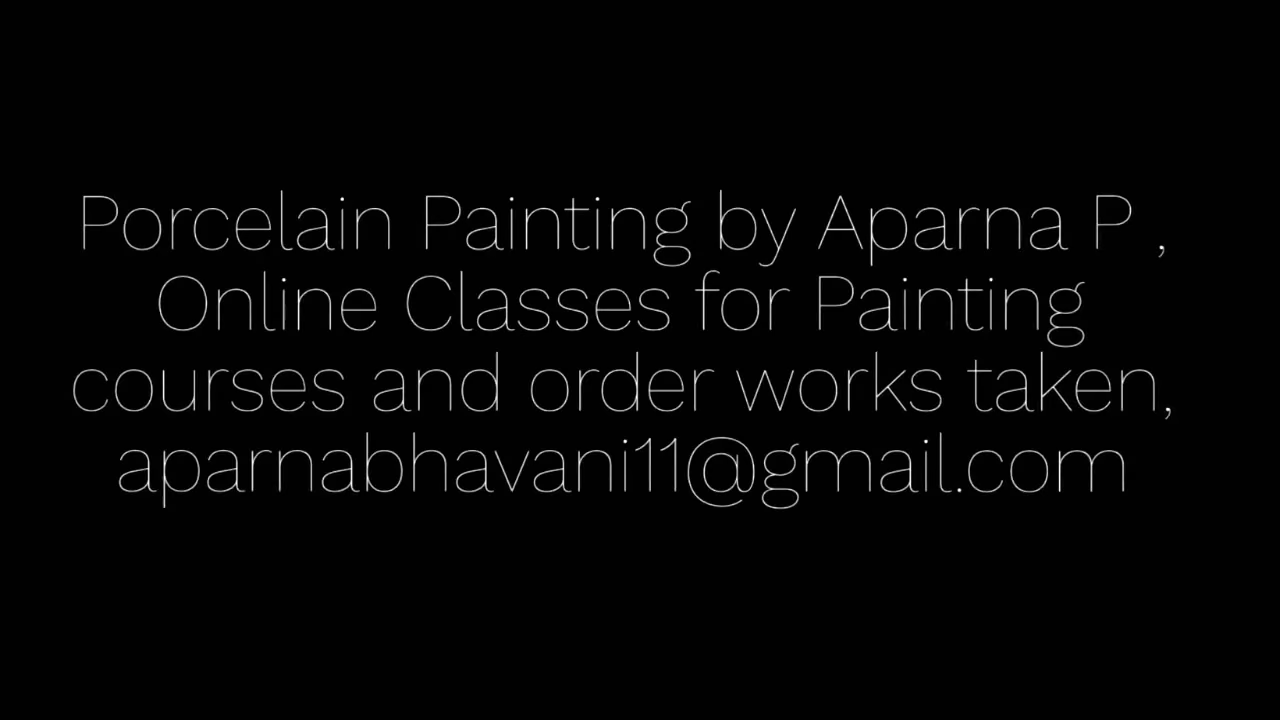 Porcelain Painting by Aparna P ,
Online Classes for Painting
courses and order works taken,
aparnabhavani11@gmail.com